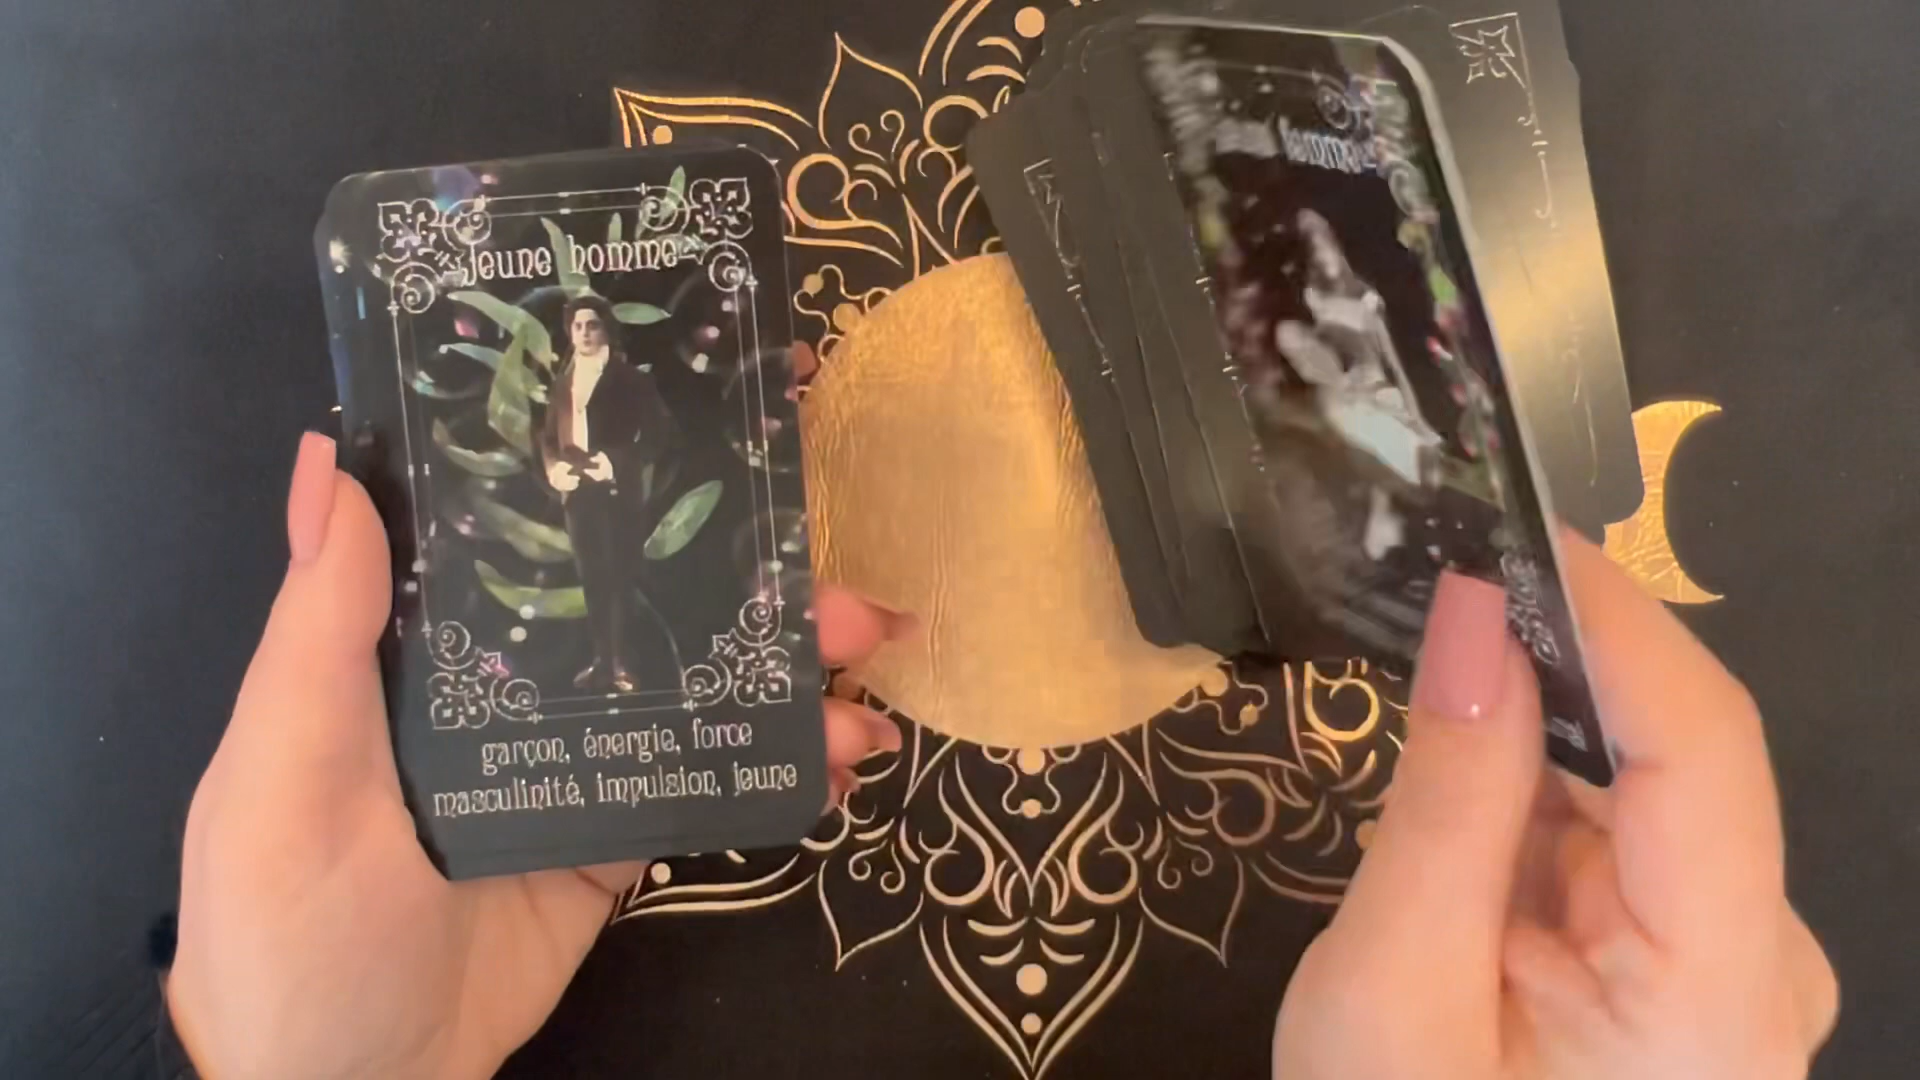 Jeune homme
garçon, énergie, force
masculinité, impulsion, jeune